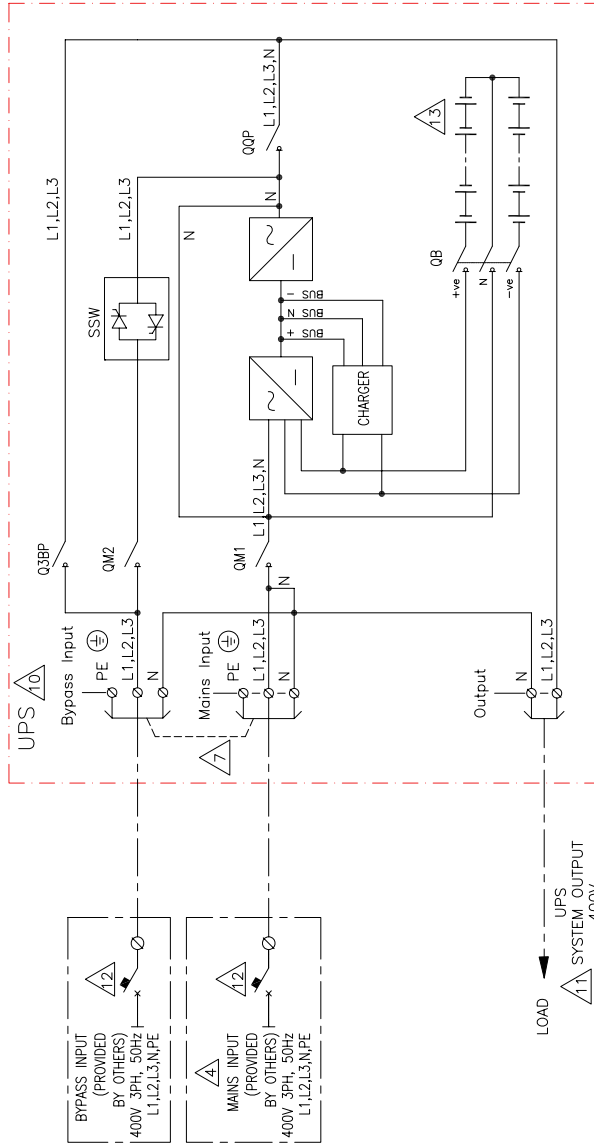 UPS
10
Bypass Input
PE
L1,L2,L3
N
Q3BP
L1,L2,L3
QM2
SSW
L1,L2,L3
N
7
Mains Input
PE
L1,L2,L3
N
QM1
N
L1,L2,L3,N
BUS +
BUS N
BUS -
CHARGER
N
QOP
L1,L2,L3,N
QB
+ve
N
-ve
13
Output
N
L1,L2,L3
BYPASS INPUT
(PROVIDED
BY OTHERS)
400V 3PH, 50Hz
L1,L2,L3,N,PE
12
4
MAINS INPUT
(PROVIDED
BY OTHERS)
400V 3PH, 50Hz
L1,L2,L3,N,PE
12
LOAD
11
UPS
SYSTEM OUTPUT
400V